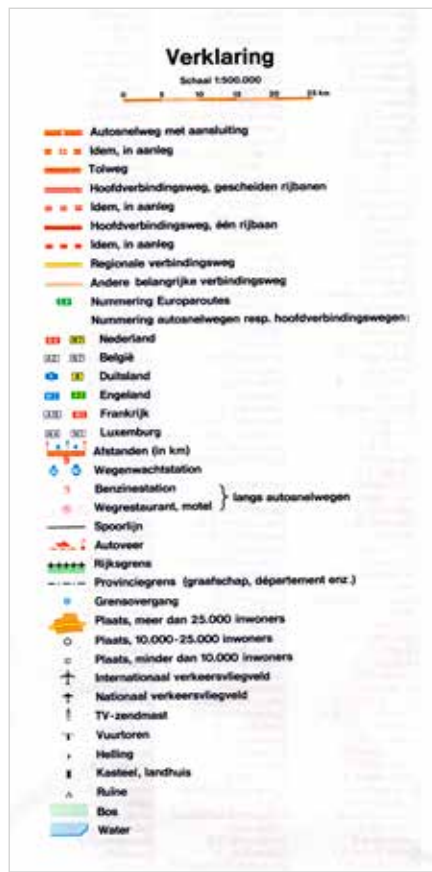 Verklaring
Schaal 1:500.000
0 5 10 15 20 25 km
Autosnelweg met aansluiting
Idem, in aanleg
Tolweg
Hoofdverbindingsweg, gescheiden rijbanen
Idem, in aanleg
Hoofdverbindingsweg, één rijbaan
Idem, in aanleg
Regionale verbindingsweg
Andere belangrijke verbindingsweg
Nummering Europaroutes
Nummering autosnelwegen resp. hoofdverbindingswegen:
Nederland
België
Duitsland
Engeland
Frankrijk
Luxemburg
Afstanden (in km)
Wegenwachtstation
Benzinestation
Wegrestaurant, motel
langs autosnelwegen
Spoorlijn
Autoveer
Rijksgrens
Provinciegrens (graafschap, département enz.)
Grensovergang
Plaats, meer dan 25.000 inwoners
Plaats, 10.000-25.000 inwoners
Plaats, minder dan 10.000 inwoners
Internationaal verkeersvliegveld
Nationaal verkeersvliegveld
TV-zendmast
Vuurtoren
Helling
Kasteel, landhuis
Ruïne
Bos
Water